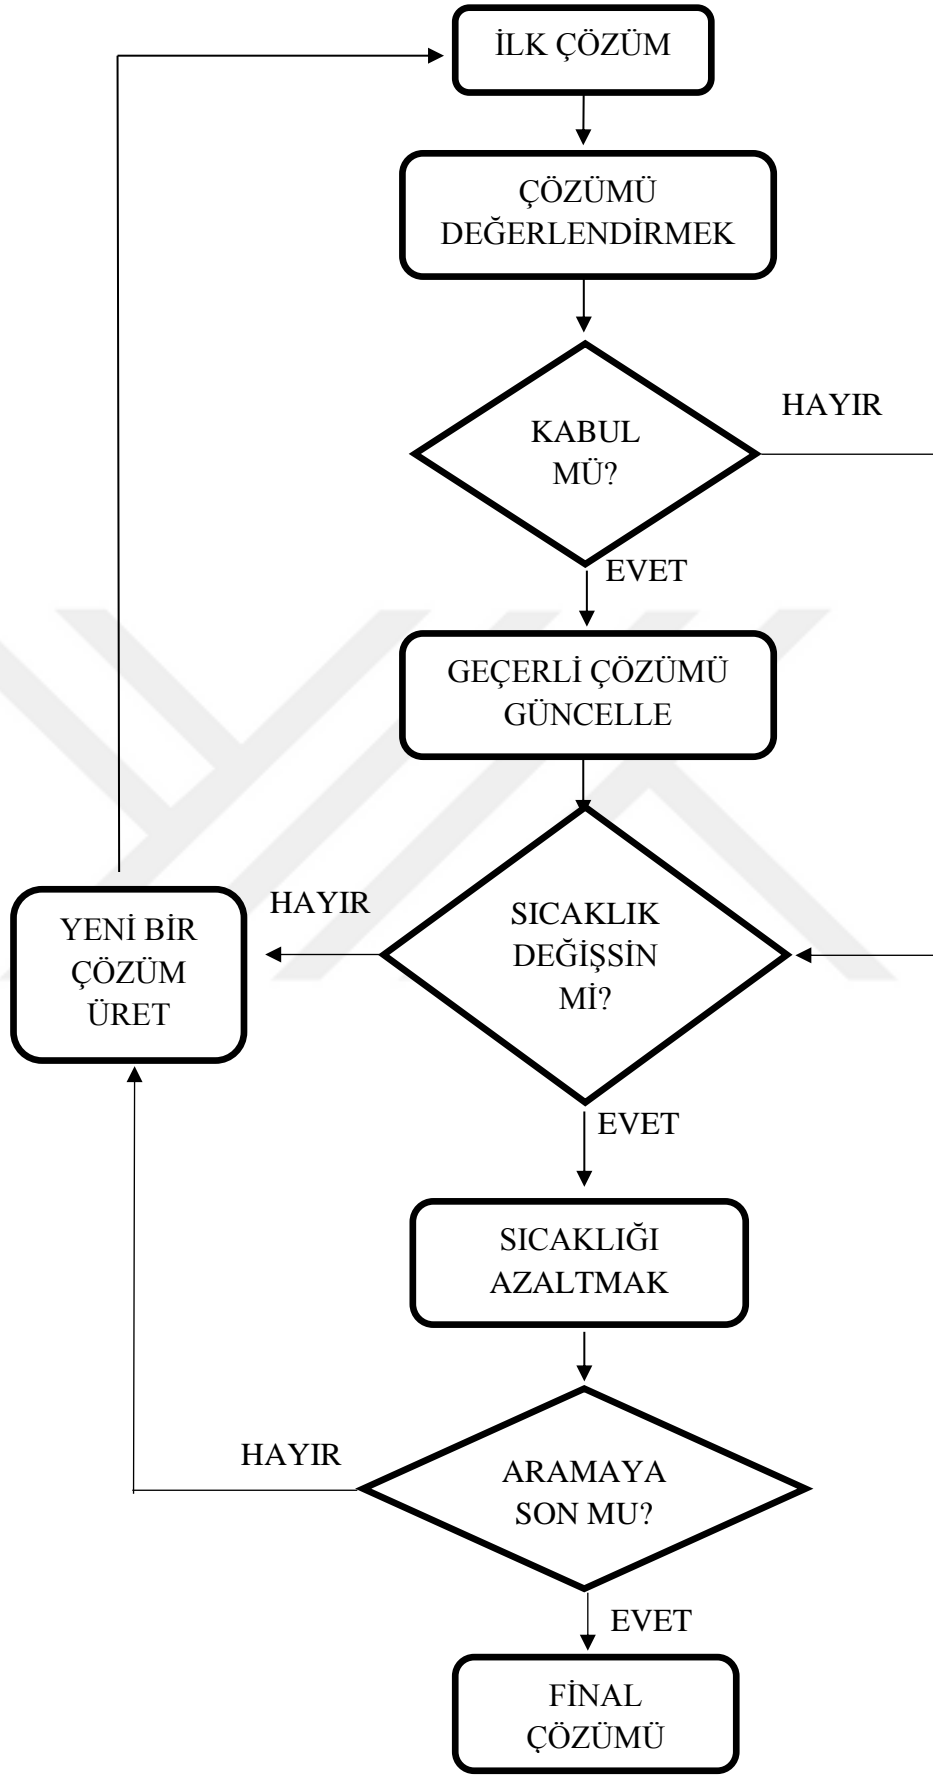 İLK ÇÖZÜM
ÇÖZÜMÜ
DEĞERLENDİRMEK
HAYIR
KABUL
MÜ?
EVET
GEÇERLİ ÇÖZÜMÜ
GÜNCELLE
HAYIR
YENİ BİR
ÇÖZÜM
ÜRET
SICAKLIK
DEĞİŞSİN
Mİ?
EVET
SICAKLIĞI
AZALTMAK
HAYIR
ARAMAYA
SON MU?
EVET
FİNAL
ÇÖZÜMÜ